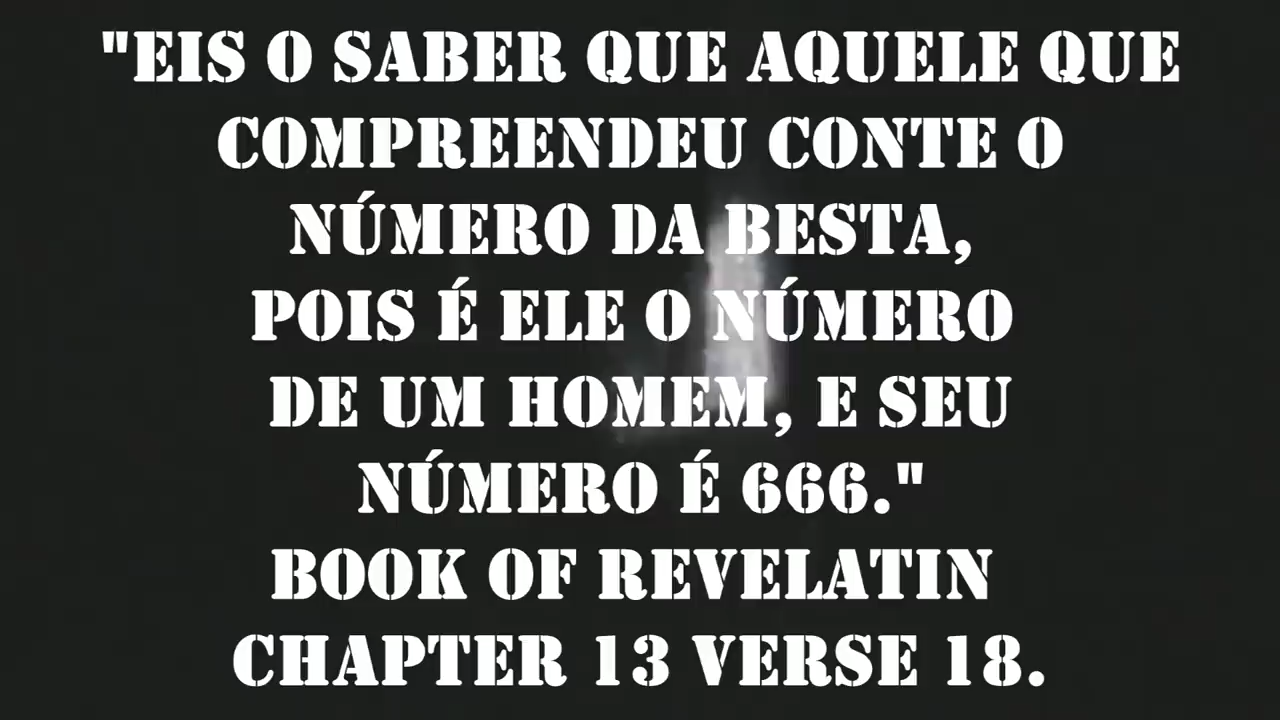 "EIS O SABER QUE AQUELE QUE
COMPREENDEU CONTE O
NÚMERO DA BESTA,
POIS É ELE O NÚMERO
DE UM HOMEM, E SEU
NÚMERO É 666."
BOOK OF REVELATIN
CHAPTER 13 VERSE 18.